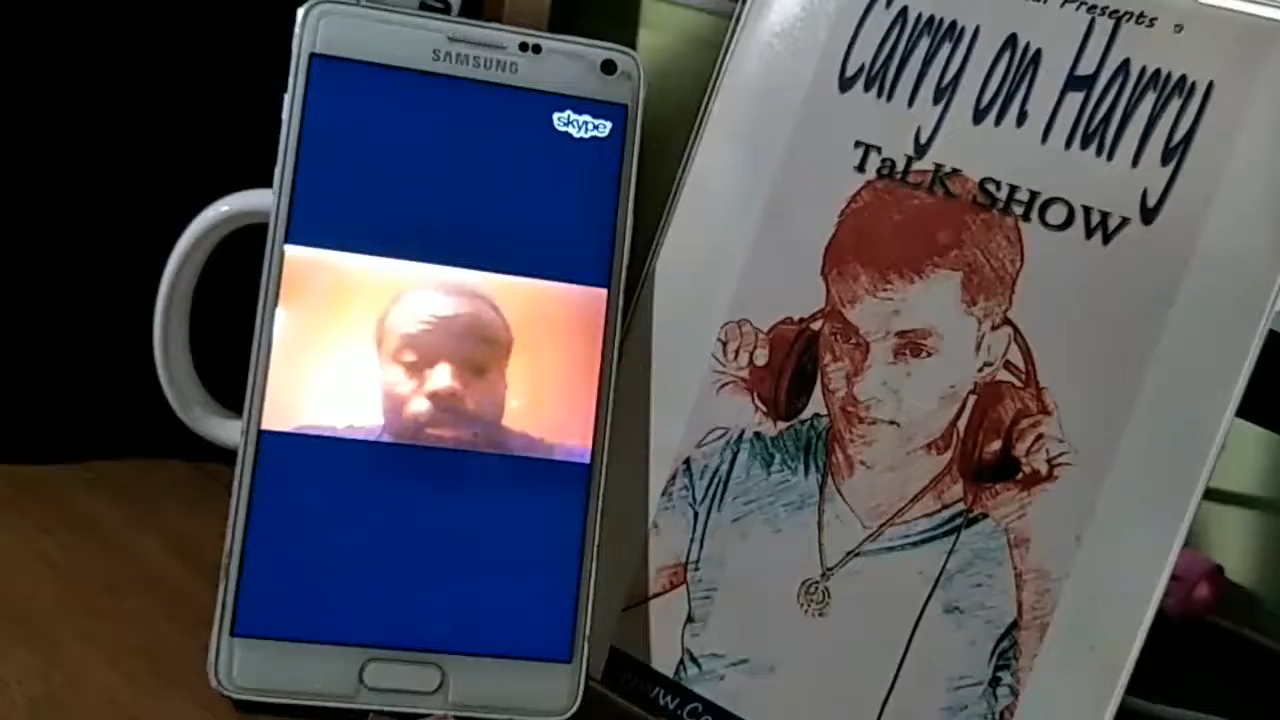 SAMSUNG
skype
Presents
Carry on Harry
TaLK SHOW